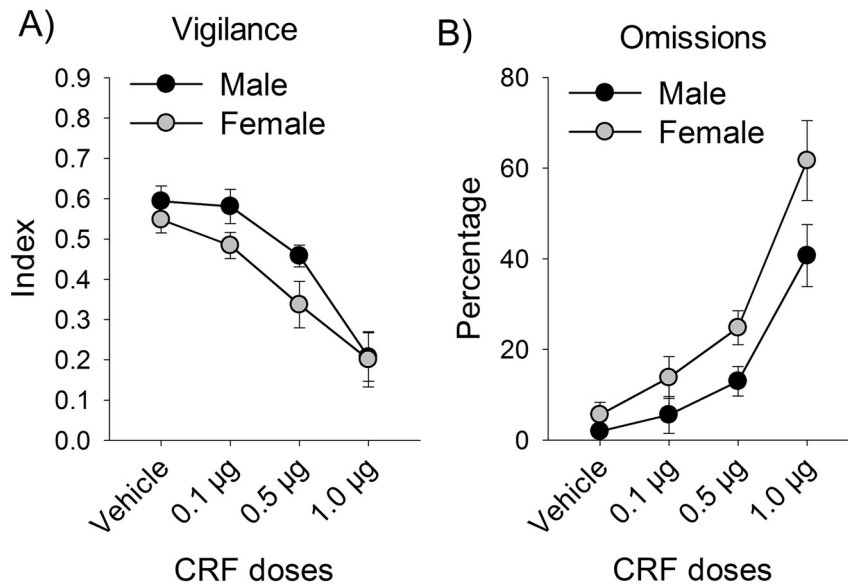 A) Vigilance
Index
0.9
0.8
0.7
0.6
0.5
0.4
0.3
0.2
0.1
0.0
Male
Female
Vehicle
0.1 µg
0.5 µg
1.0 µg
CRF doses
B) Omissions
Percentage
80
60
40
20
0
Male
Female
Vehicle
0.1 µg
0.5 µg
1.0 µg
CRF doses